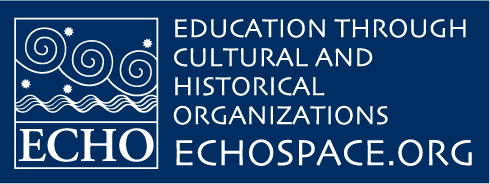 ECHO
EDUCATION THROUGH
CULTURAL AND
HISTORICAL
ORGANIZATIONS
ECHOSPACE.ORG